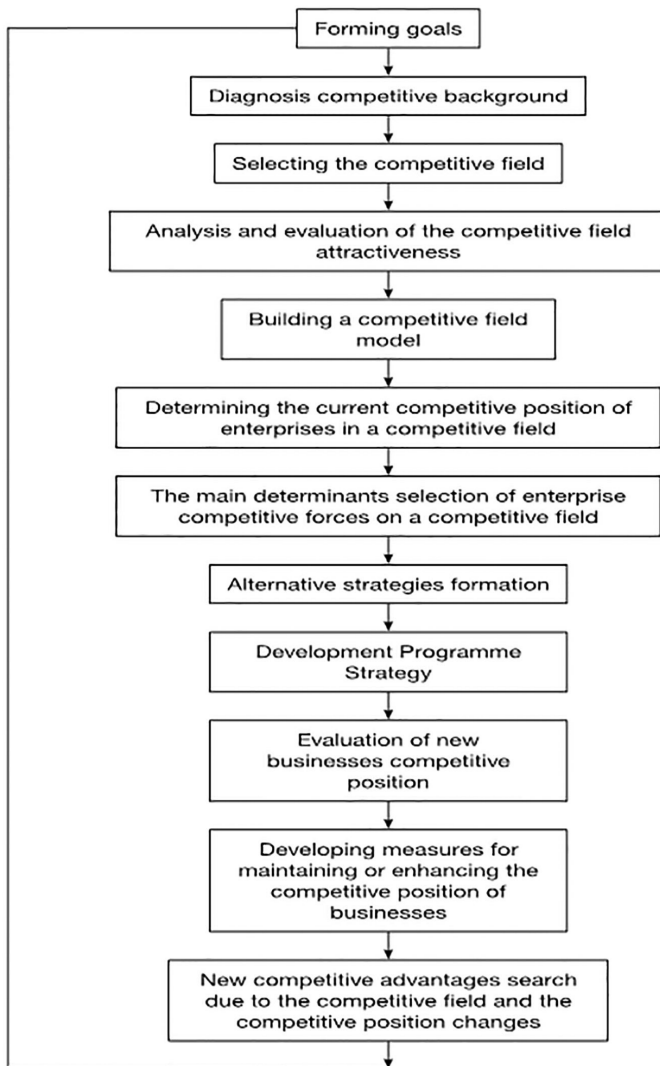 Forming goals
Diagnosis competitive background
Selecting the competitive field
Analysis and evaluation of the competitive field
attractiveness
Building a competitive field
model
Determining the current competitive position of
enterprises in a competitive field
The main determinants selection of enterprise
competitive forces on a competitive field
Alternative strategies formation
Development Programme
Strategy
Evaluation of new
businesses competitive
position
Developing measures for
maintaining or enhancing the
competitive position of
businesses
New competitive advantages search
due to the competitive field and the
competitive position changes